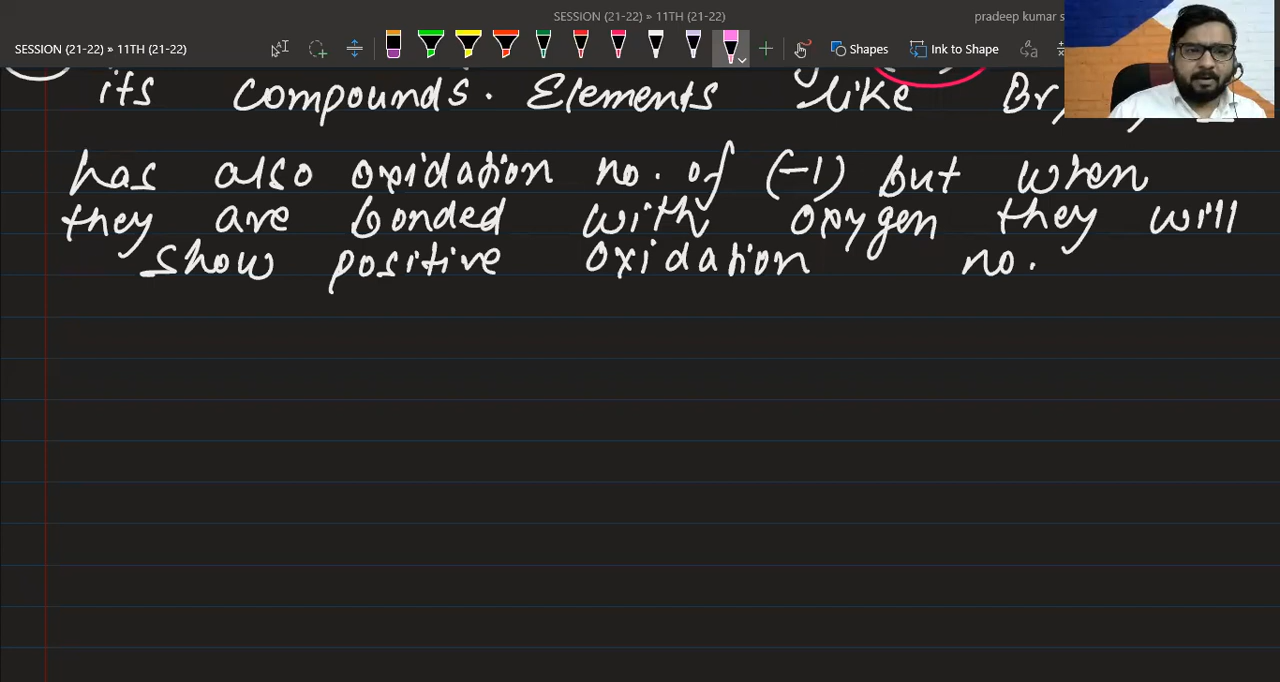 SESSION (21-22) » 11TH (21-22)
pradeep kumar s
SESSION (21-22) » 11TH (21-22)
Shapes
Ink to Shape
its compounds. Elements like Br,
has also oxidation no. of (-1) but when
they are bonded with oxygen they will
show positive oxidation no.